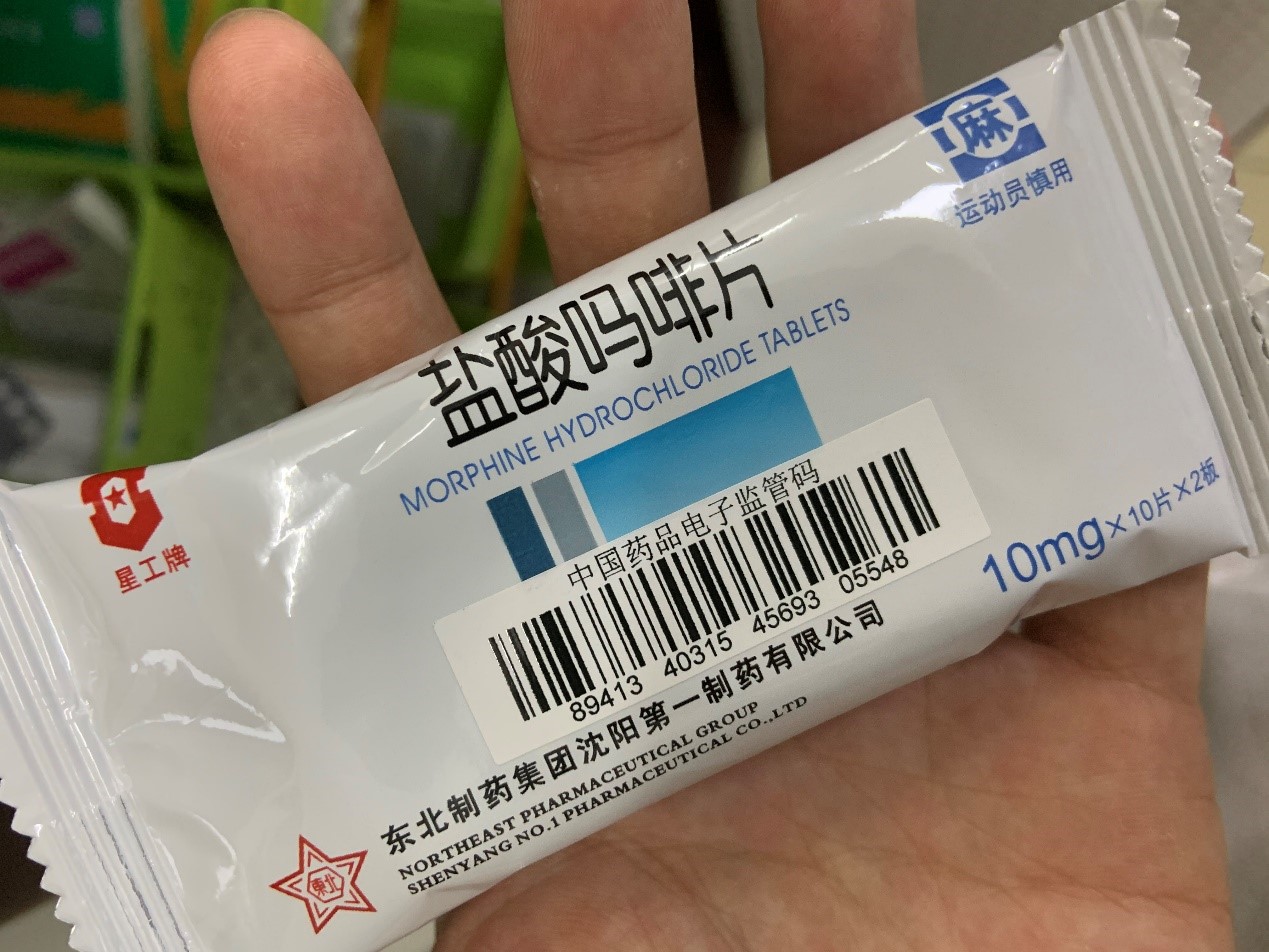 麻
运动员慎用
盐酸吗啡片
MORPHINE HYDROCHLORIDE TABLETS
星工牌
中国药品电子监管码
89413 40315 45693 05548
10mg×10片×2板
东北制药集团沈阳第一制药有限公司
NORTHEAST PHARMACEUTICAL GROUP
SHENYANG NO.1 PHARMACEUTICAL CO.,LTD
東北